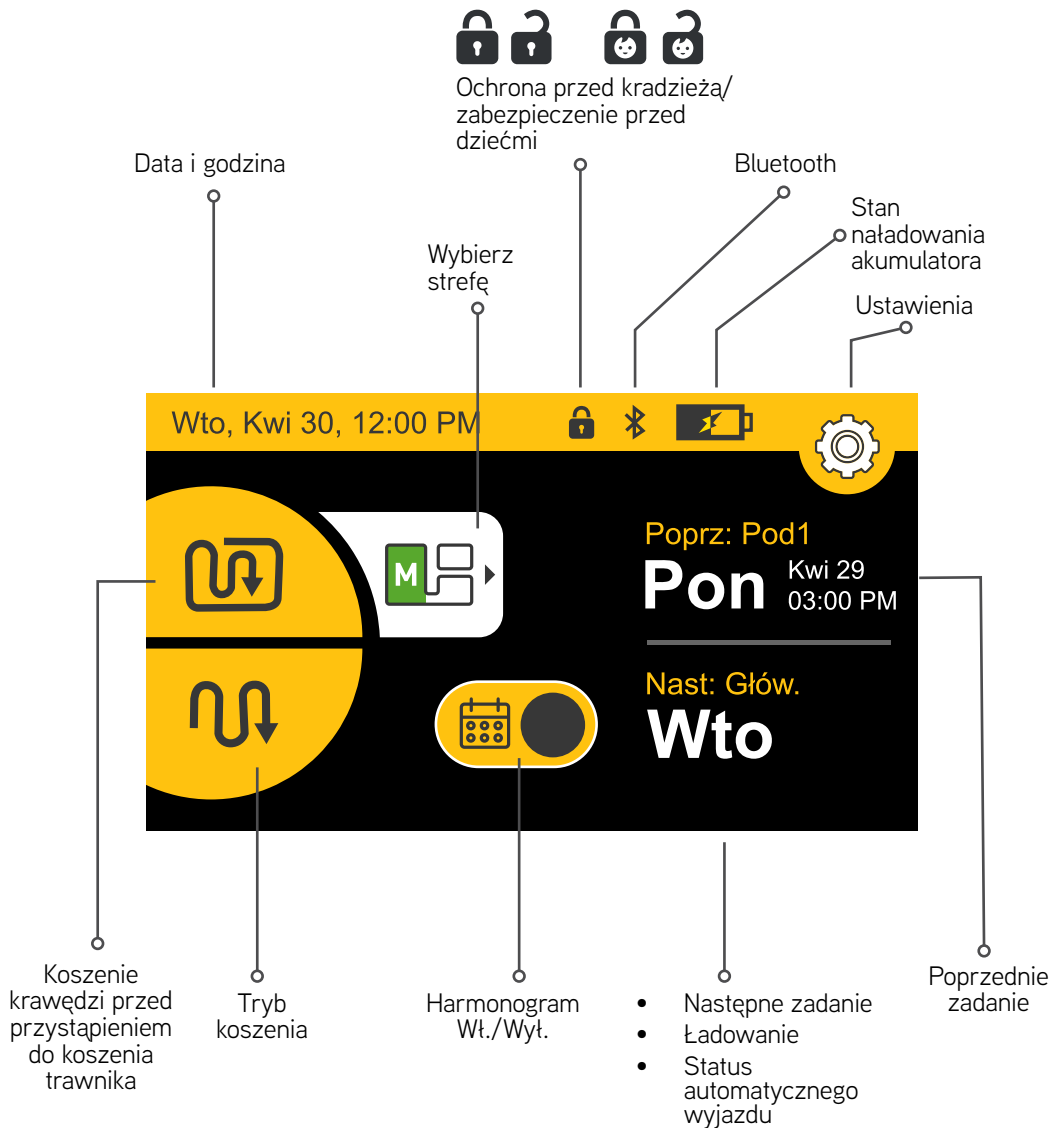 Ochrona przed kradzieżą/
zabezpieczenie przed
dziećmi
Data i godzina
Bluetooth
Stan
naładowania
akumulatora
Wybierz
strefę
Ustawienia
Wto, Kwi 30, 12:00 PM
M
Poprz: Pod1
Pon
Kwi 29
03:00 PM
Nast: Głów.
Wto
Koszenie
krawędzi przed
przystąpieniem
do koszenia
trawnika
Tryb
koszenia
Harmonogram
Wł./Wył.
• Następne zadanie
• Ładowanie
• Status
automatycznego
wyjazdu
Poprzednie
zadanie